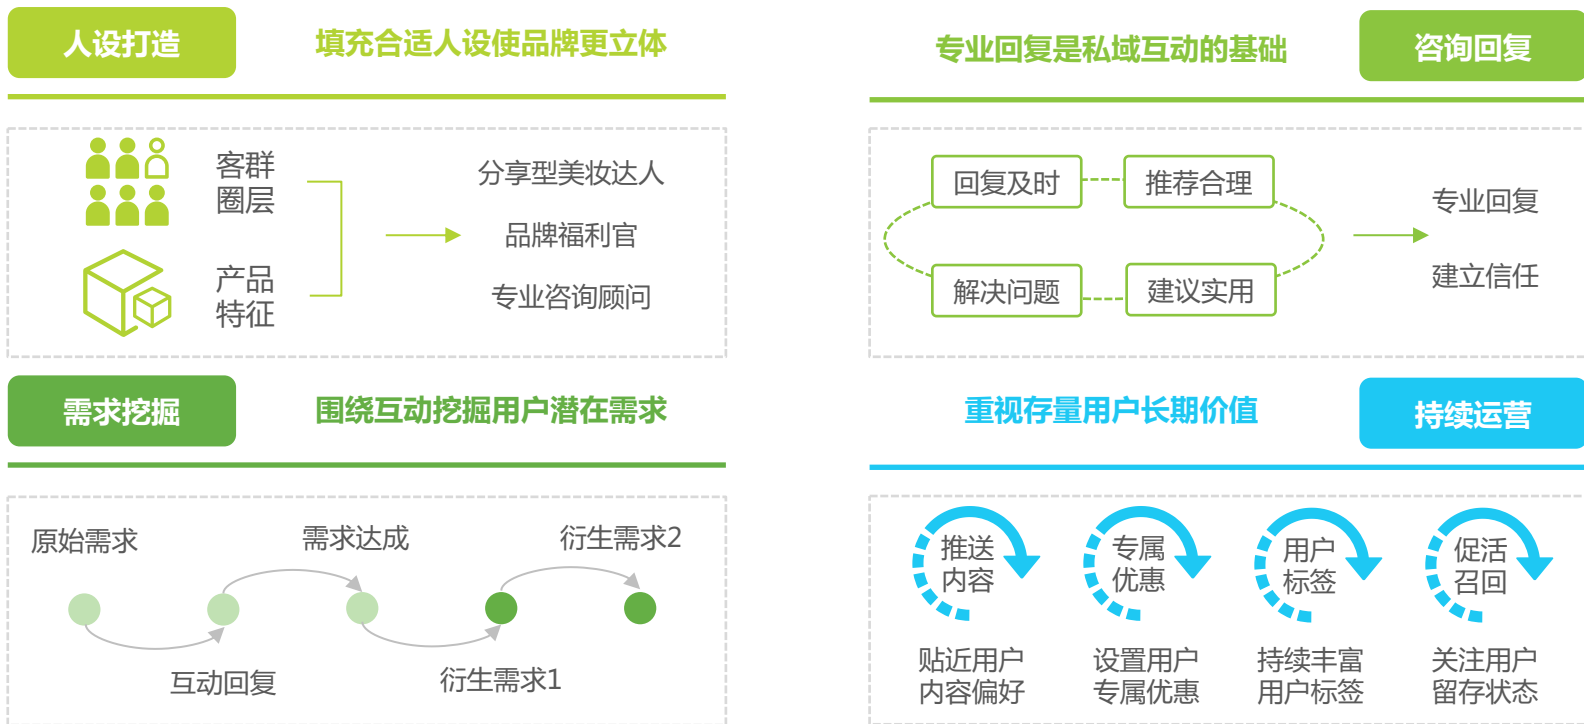 人设打造
填充合适人设使品牌更立体
客群
圈层
产品
特征
分享型美妆达人
品牌福利官
专业咨询顾问
专业回复是私域互动的基础
咨询回复
回复及时
推荐合理
解决问题
建议实用
专业回复
建立信任
需求挖掘
围绕互动挖掘用户潜在需求
原始需求
互动回复
需求达成
衍生需求1
衍生需求2
重视存量用户长期价值
持续运营
推送
内容
贴近用户
内容偏好
专属
优惠
设置用户
专属优惠
用户
标签
持续丰富
用户标签
促活
召回
关注用户
留存状态